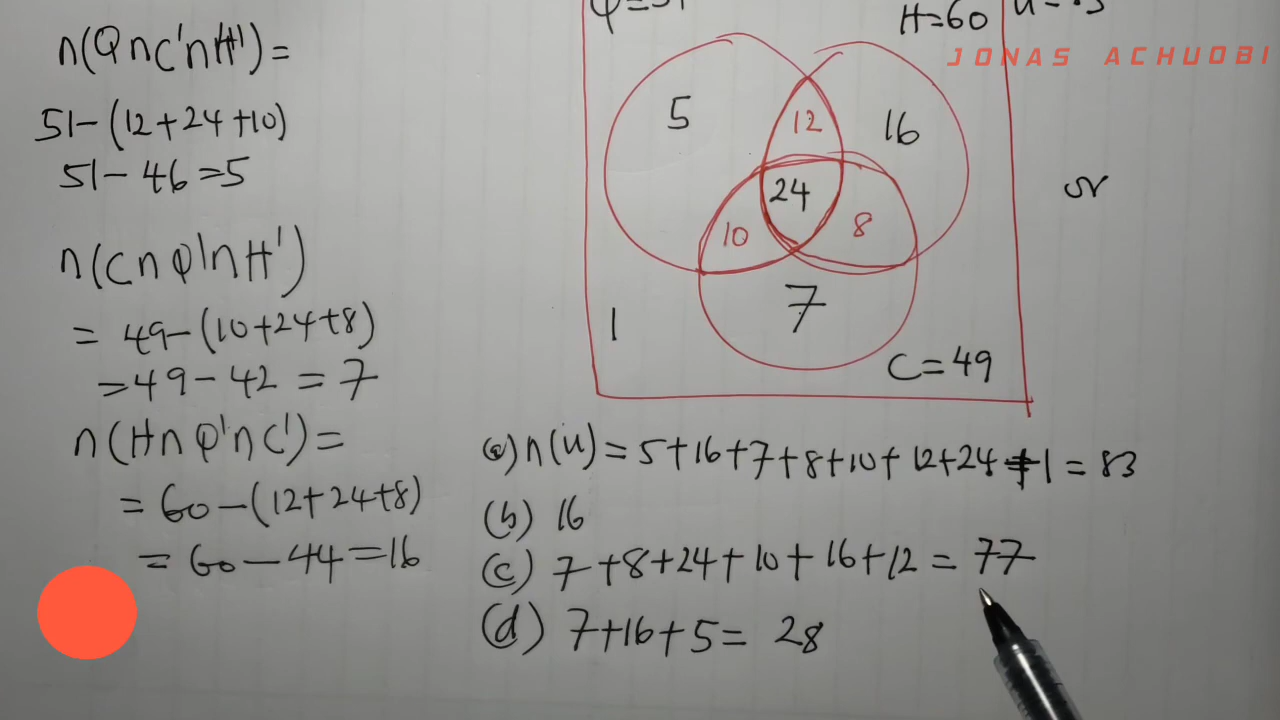 H=60
JONAS ACHUOBI
n(Q∩C'∩H')=
51-(12+24+10)
51-46=5
n(C∩Q'∩H')
= 49-(10+24+8)
=49-42=7
n(H∩Q'∩C')=
= 60-(12+24+8)
= 60-44=16
5
12
16
24
10
8
7
1
C=49
or
(a) n(u)=5+16+7+8+10+12+24+1=83
(b) 16
(c) 7+8+24+10+16+12=77
(d) 7+16+5= 28